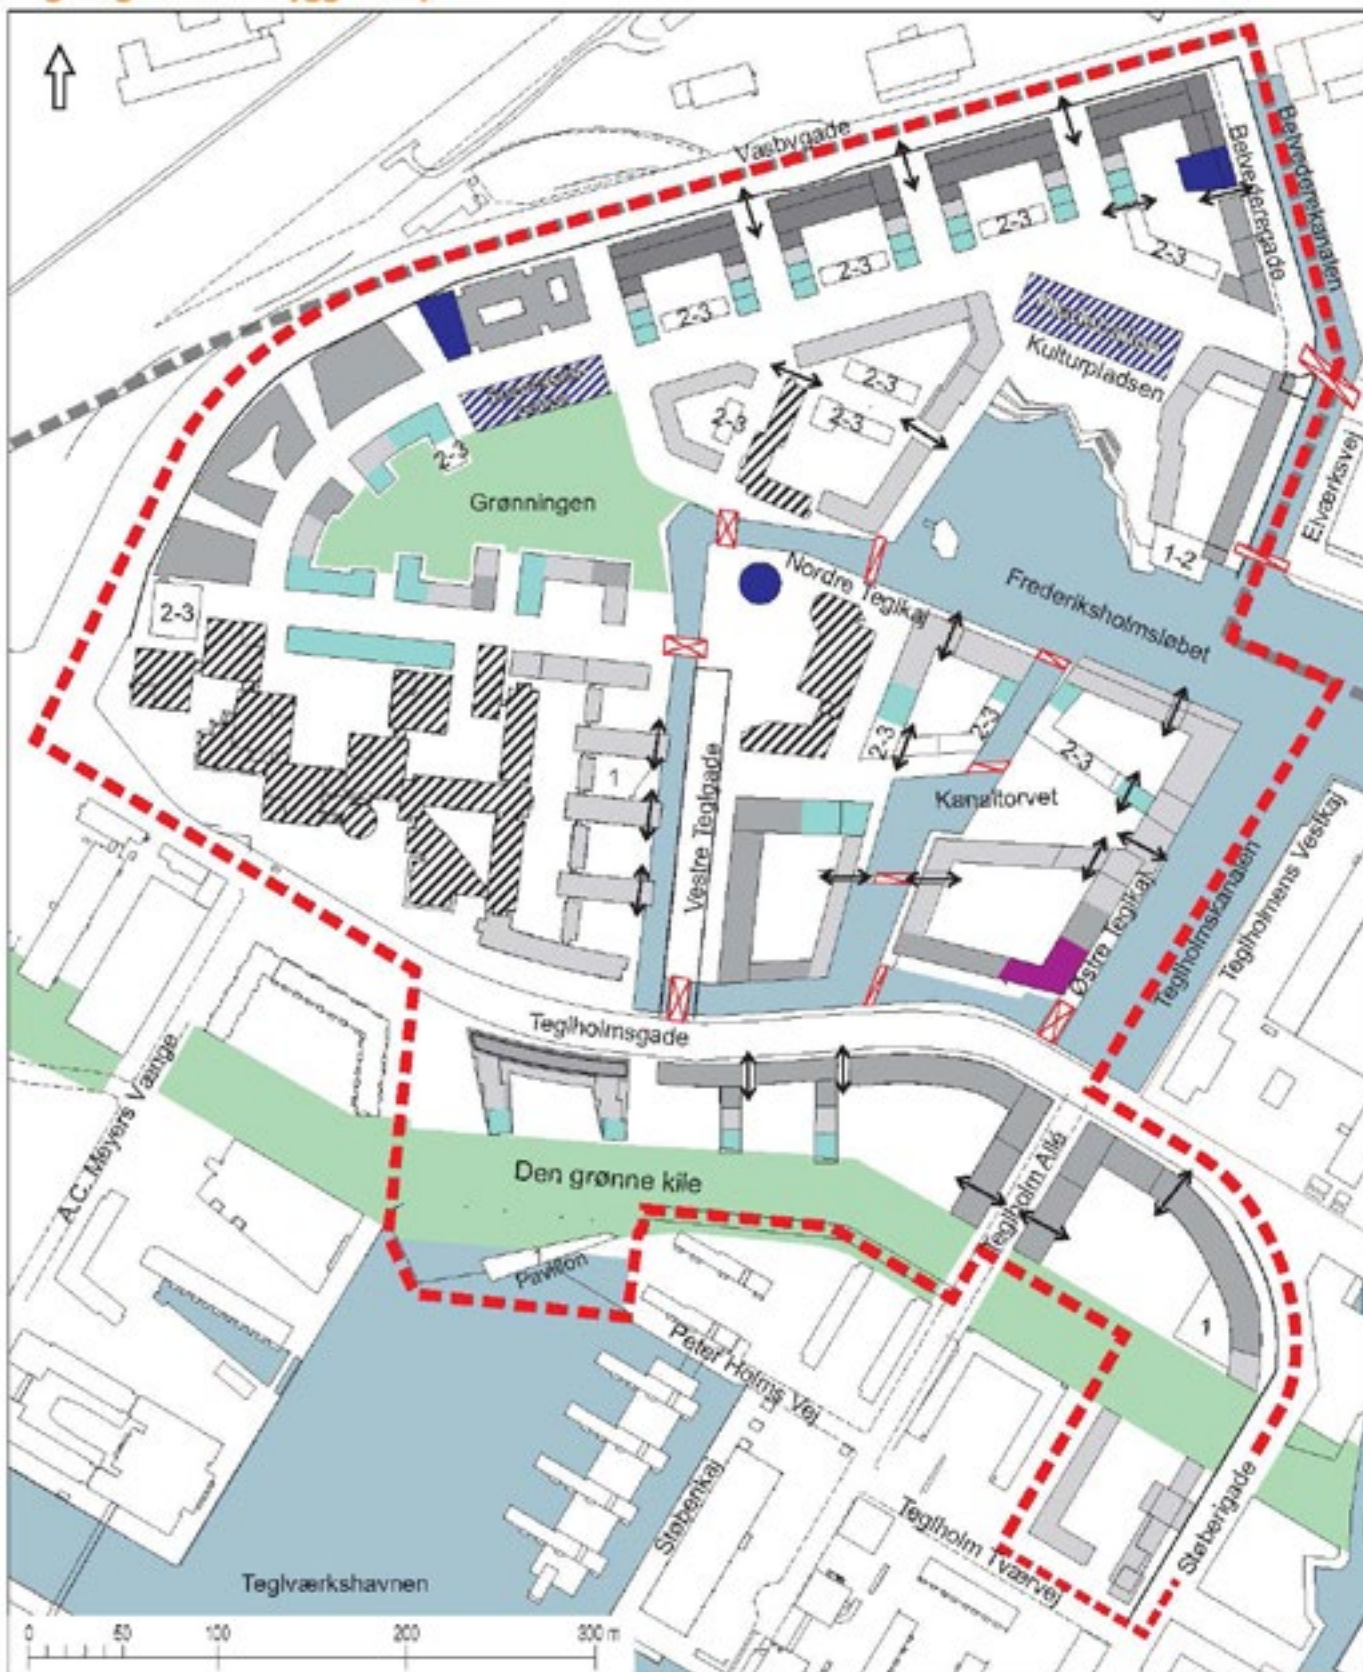 Vasbygade
Belvederegade
Belvederekanalen
2-3
2-3
2-3
2-3
Kulturpladsen
2-3
2-3
2-3
2-3
Elværksvej
Grønningen
1-2
Nordre Teglkaj
Frederiksholmsløbet
2-3
2-3
2-3
2-3
1
Vestre Teglgade
Kanaltorvet
Østre Teglkaj
Teglholmskanalen
Teglholmens Vestkaj
Teglholmsgade
A.C. Meyers Vænge
Den grønne kile
Teglholm Allé
Pavillon
1
Peter Holms Vej
Støberikaj
Teglholm Tværvej
Støberigade
Teglværkshavnen
0 50 100 200 300 m